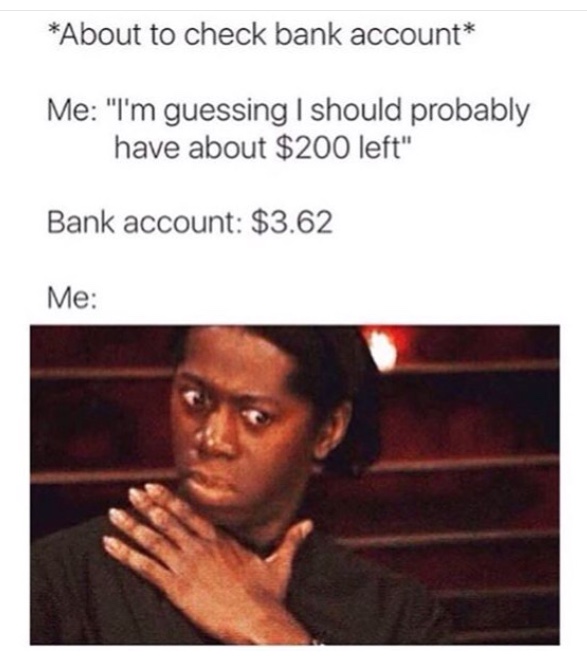 *About to check bank account*
Me: "I'm guessing I should probably
have about $200 left"
Bank account: $3.62
Me: